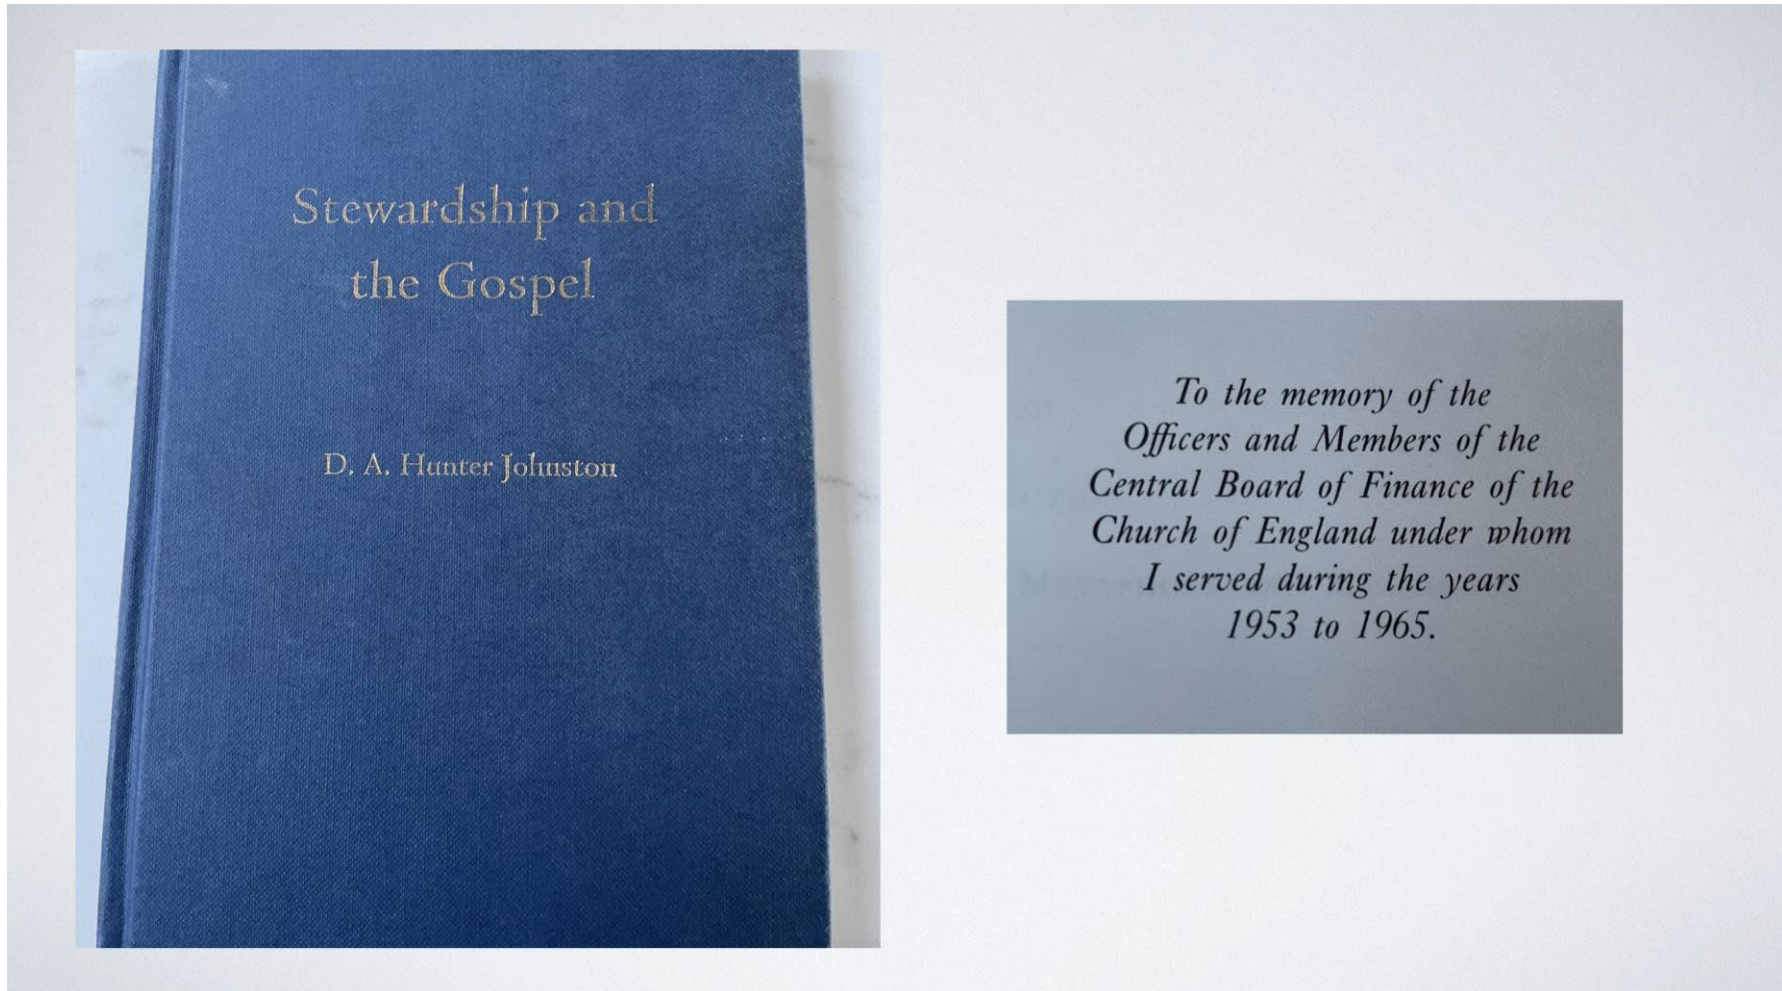 Stewardship and
the Gospel
D. A. Hunter Johnston
To the memory of the
Officers and Members of the
Central Board of Finance of the
Church of England under whom
I served during the years
1953 to 1965.